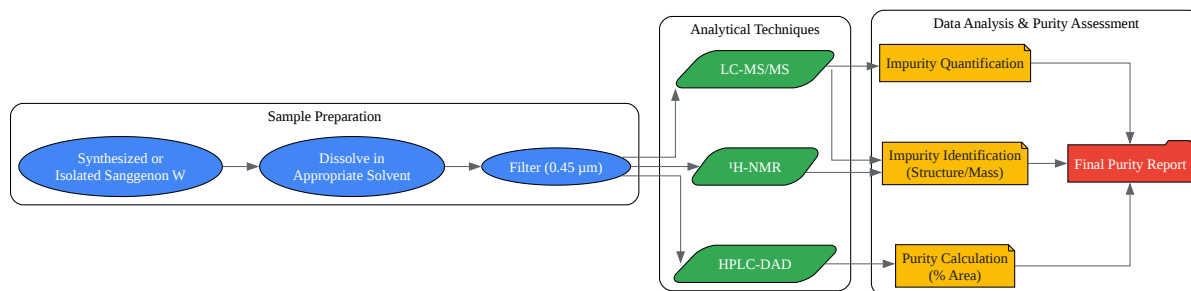 Sample Preparation
Synthesized or
Isolated Sanggenon W
Dissolve in
Appropriate Solvent
Filter (0.45 µm)
Analytical Techniques
LC-MS/MS
¹H-NMR
HPLC-DAD
Data Analysis & Purity Assessment
Impurity Quantification
Impurity Identification
(Structure/Mass)
Purity Calculation
(% Area)
Final Purity Report